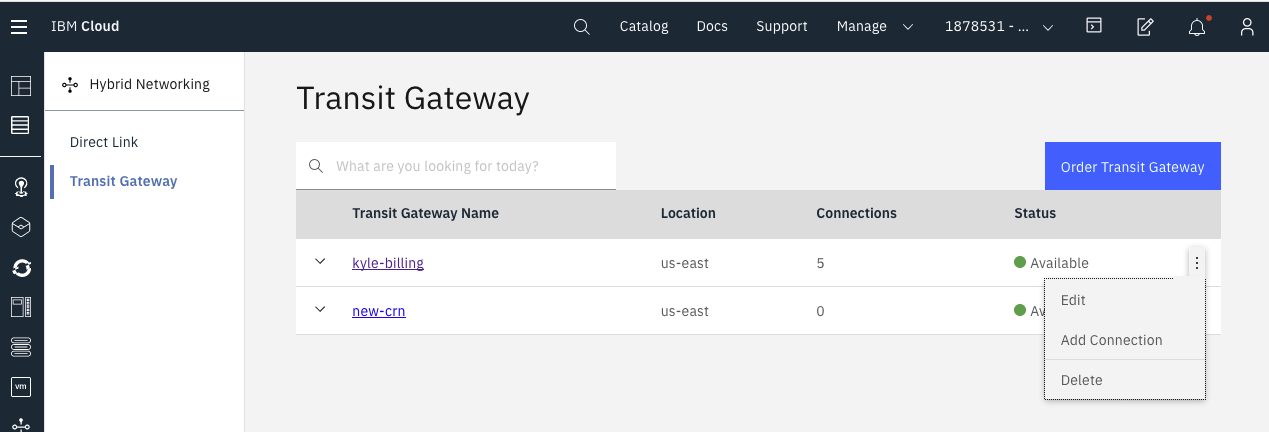 IBM Cloud Catalog Docs Support Manage 1878531 - ...
Hybrid Networking
Direct Link
Transit Gateway
Transit Gateway
What are you looking for today?
Order Transit Gateway
Transit Gateway Name Location Connections Status
kyle-billing us-east 5 Available
new-crn us-east 0 Av
Edit
Add Connection
Delete
vm